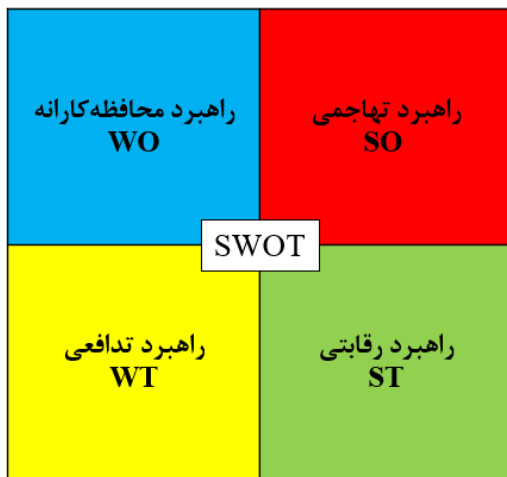 راهبرد تهاجمی
SO
راهبرد محافظه‌کارانه
WO
SWOT
راهبرد رقابتی
ST
راهبرد تدافعی
WT